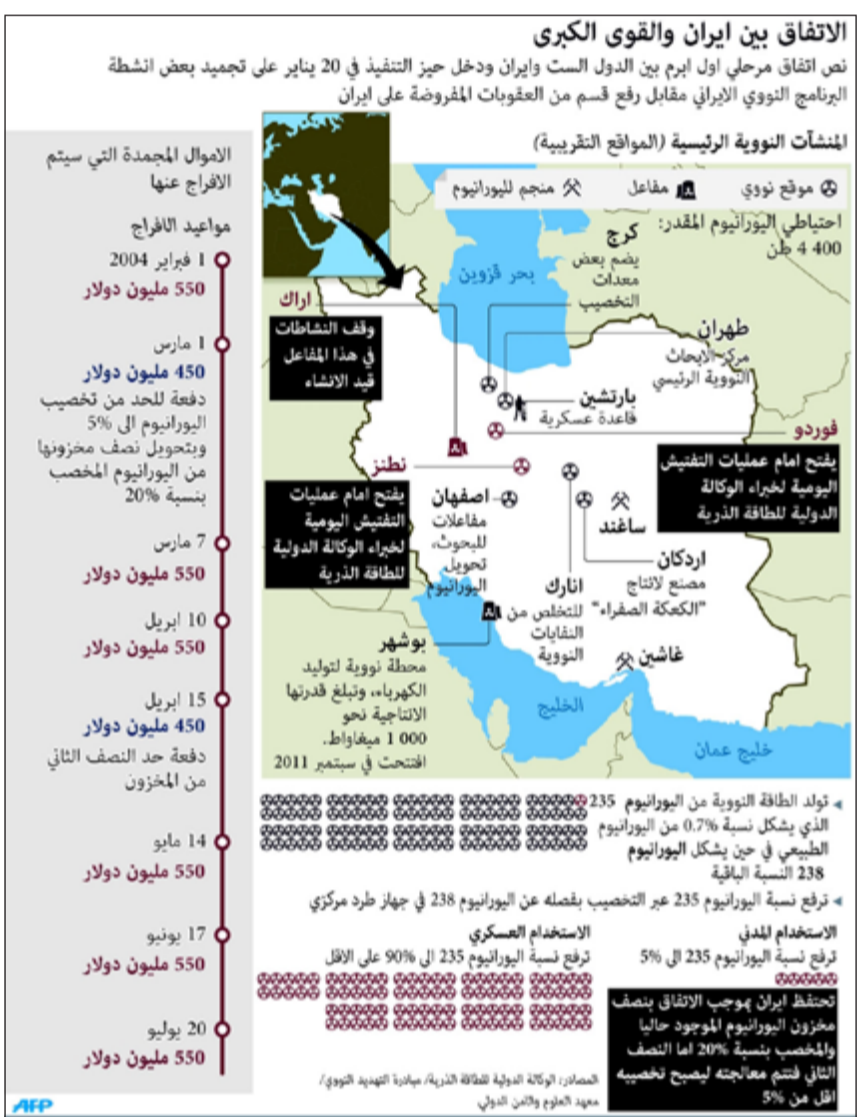 الاتفاق بين ايران والقوى الكبرى
نص اتفاق مرحلي اول ابرم بين الدول الست وايران ودخل حيز التنفيذ في 20 يناير على تجميد بعض انشطة
البرنامج النووي الايراني مقابل رفع قسم من العقوبات المفروضة على ايران
المنشآت النووية الرئيسية (المواقع التقريبية)
موقع نووي
مفاعل
منجم لليورانيوم
احتياطي اليورانيوم المقدر:
4 400 طن
بحر قزوين
كرج
يضم بعض
معدات
التخصيب
طهران
مركز الابحاث
النووية الرئيسي
بارتشين
قاعدة عسكرية
فوردو
يفتح امام عمليات التفتيش
اليومية لخبراء الوكالة
الدولية للطاقة الذرية
اراك
وقف النشاطات
في هذا المفاعل
قيد الانشاء
نطنز
يفتح امام عمليات
التفتيش اليومية
لخبراء الوكالة الدولية
للطاقة الذرية
اصفهان
مفاعلات
للبحوث،
تحويل
اليورانيوم
ساغند
اردكان
مصنع لانتاج
"الكعكة الصفراء"
انارك
للتخلص من
النفايات
النووية
بوشهر
محطة نووية لتوليد
الكهرباء، وتبلغ قدرتها
الانتاجية نحو
1 000 ميغاواط.
افتتحت في سبتمبر 2011
غاشين
الخليج
خليج عمان
الاموال المجمدة التي سيتم
الافراج عنها
مواعيد الافراج
1 فبراير 2004
550 مليون دولار
1 مارس
450 مليون دولار
دفعة للحد من تخصيب
اليورانيوم الى 5%
وبتحويل نصف مخزونها
من اليورانيوم المخصب
بنسبة 20%
7 مارس
550 مليون دولار
10 ابريل
550 مليون دولار
15 ابريل
450 مليون دولار
دفعة حد النصف الثاني
من المخزون
14 مايو
550 مليون دولار
17 يونيو
550 مليون دولار
20 يوليو
550 مليون دولار
تولد الطاقة النووية من اليورانيوم 235
الذي يشكل نسبة 0.7% من اليورانيوم
الطبيعي في حين يشكل اليورانيوم
238 النسبة الباقية
ترفع نسبة اليورانيوم 235 عبر التخصيب بفصله عن اليورانيوم 238 في جهاز طرد مركزي
الاستخدام المدني
ترفع نسبة اليورانيوم 235 الى 5%
الاستخدام العسكري
ترفع نسبة اليورانيوم 235 الى 90% على الاقل
تحتفظ ايران بموجب الاتفاق بنصف
مخزون اليورانيوم الموجود حاليا
والمخصب بنسبة 20% اما النصف
الثاني فتتم معالجته ليصبح تخصيبه
اقل من 5%
المصادر: الوكالة الدولية للطاقة الذرية/ مبادرة التهديد النووي/
معهد العلوم والامن الدولي.
AFP